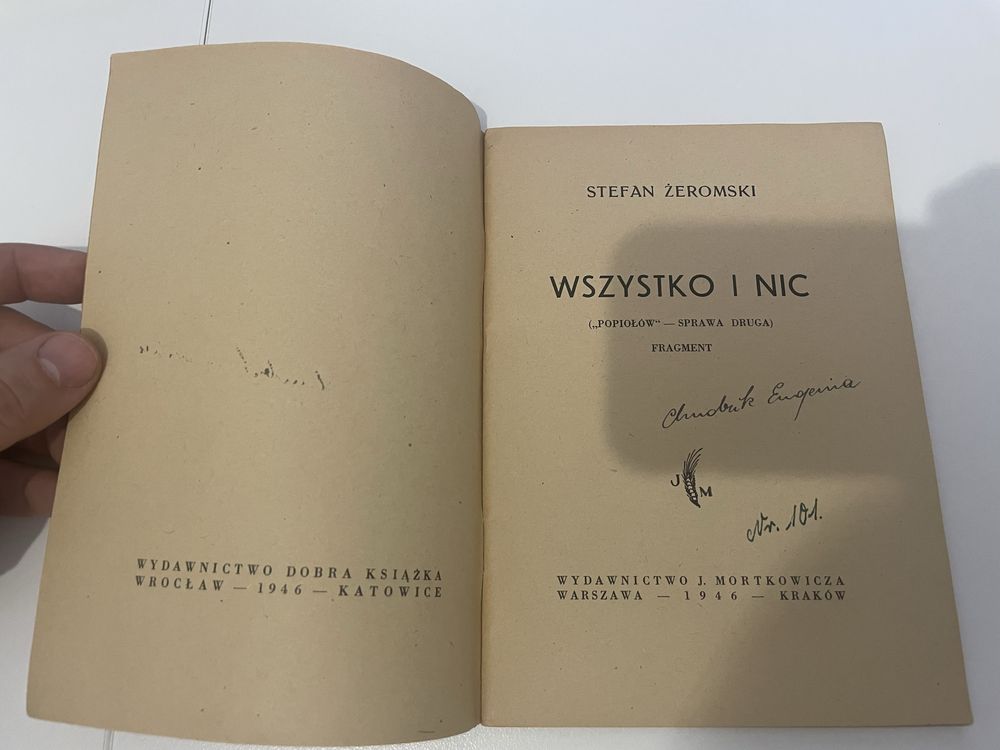 WYDAWNICTWO DOBRA KSIĄŻKA
WROCŁAW — 1946 — KATOWICE
STEFAN ŻEROMSKI
WSZYSTKO I NIC
(„POPIOŁÓW“ — SPRAWA DRUGA)
FRAGMENT
Eugenia
J M
Nr. 101.
WYDAWNICTWO J. MORTKOWICZA
WARSZAWA — 1946 — KRAKÓW